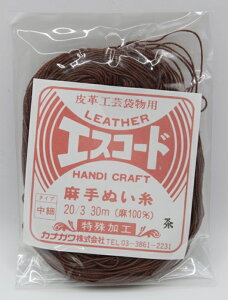 皮革工芸袋物用
LEATHER
エスコード
HANDI CRAFT
麻手ぬい糸
タイプ
中細
20/3 30m (麻100%)
特殊加工
茶
カナガワ株式会社 TEL.03-3861-2231